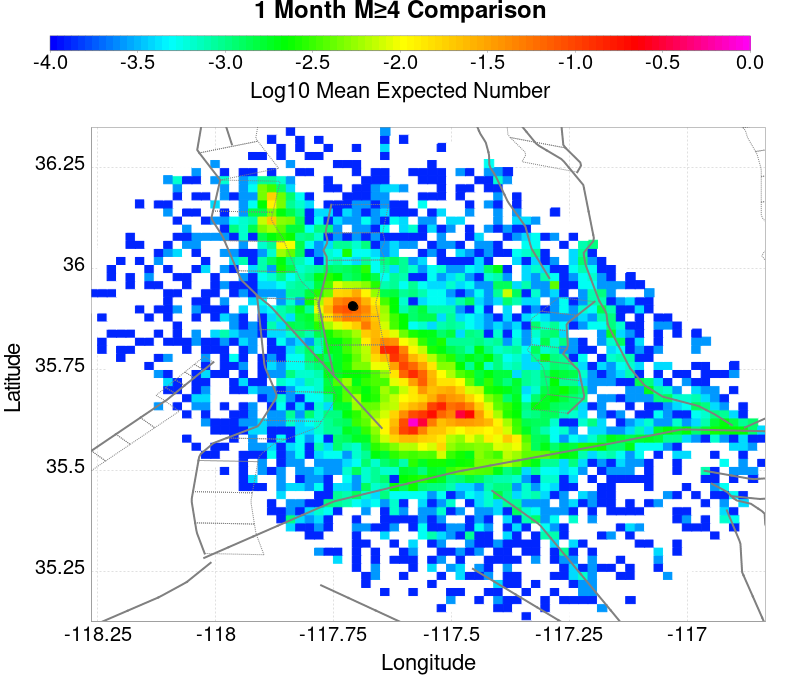 1 Month M≥4 Comparison
-4.0 -3.5 -3.0 -2.5 -2.0 -1.5 -1.0 -0.5 0.0
Log10 Mean Expected Number
Latitude
36.25
36
35.75
35.5
35.25
-118.25 -118 -117.75 -117.5 -117.25 -117
Longitude